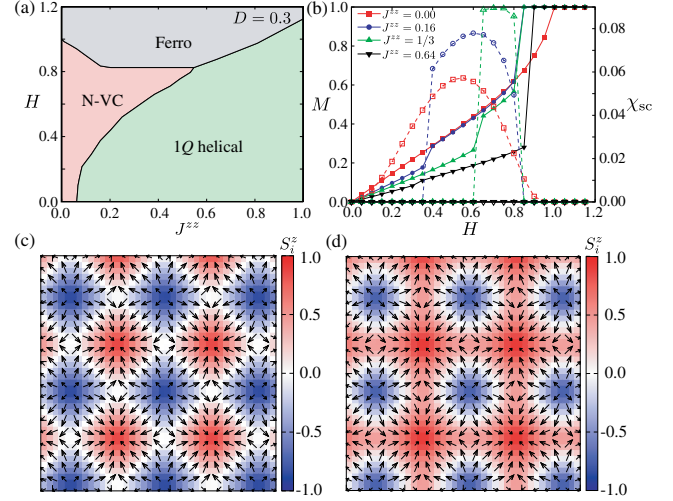 (a)
D = 0.3
Ferro
N-VC
1Q helical
H
1.2
0.8
0.4
0.0
0.0 0.2 0.4 0.6 0.8 1.0
J^{zz}
(b)
J^{zz} = 0.00
J^{zz} = 0.16
J^{zz} = 1/3
J^{zz} = 0.64
M
1.0
0.8
0.6
0.4
0.2
0.0
0.0 0.2 0.4 0.6 0.8 1.0 1.2
H
χ_{sc}
0.08
0.06
0.04
0.02
0.00
(c)
S_i^z
1.0
0.5
0.0
-0.5
-1.0
(d)
S_i^z
1.0
0.5
0.0
-0.5
-1.0